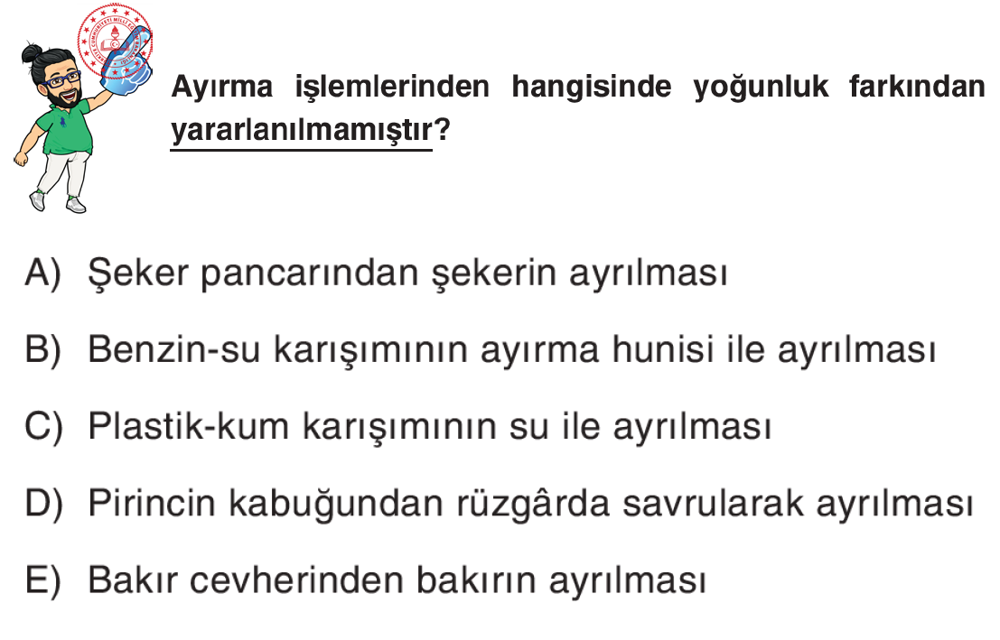 Ayırma işlemlerinden hangisinde yoğunluk farkından
yararlanılmamıştır?
A) Şeker pancarından şekerin ayrılması
B) Benzin-su karışımının ayırma hunisi ile ayrılması
C) Plastik-kum karışımının su ile ayrılması
D) Pirincin kabuğundan rüzgârda savrularak ayrılması
E) Bakır cevherinden bakırın ayrılması